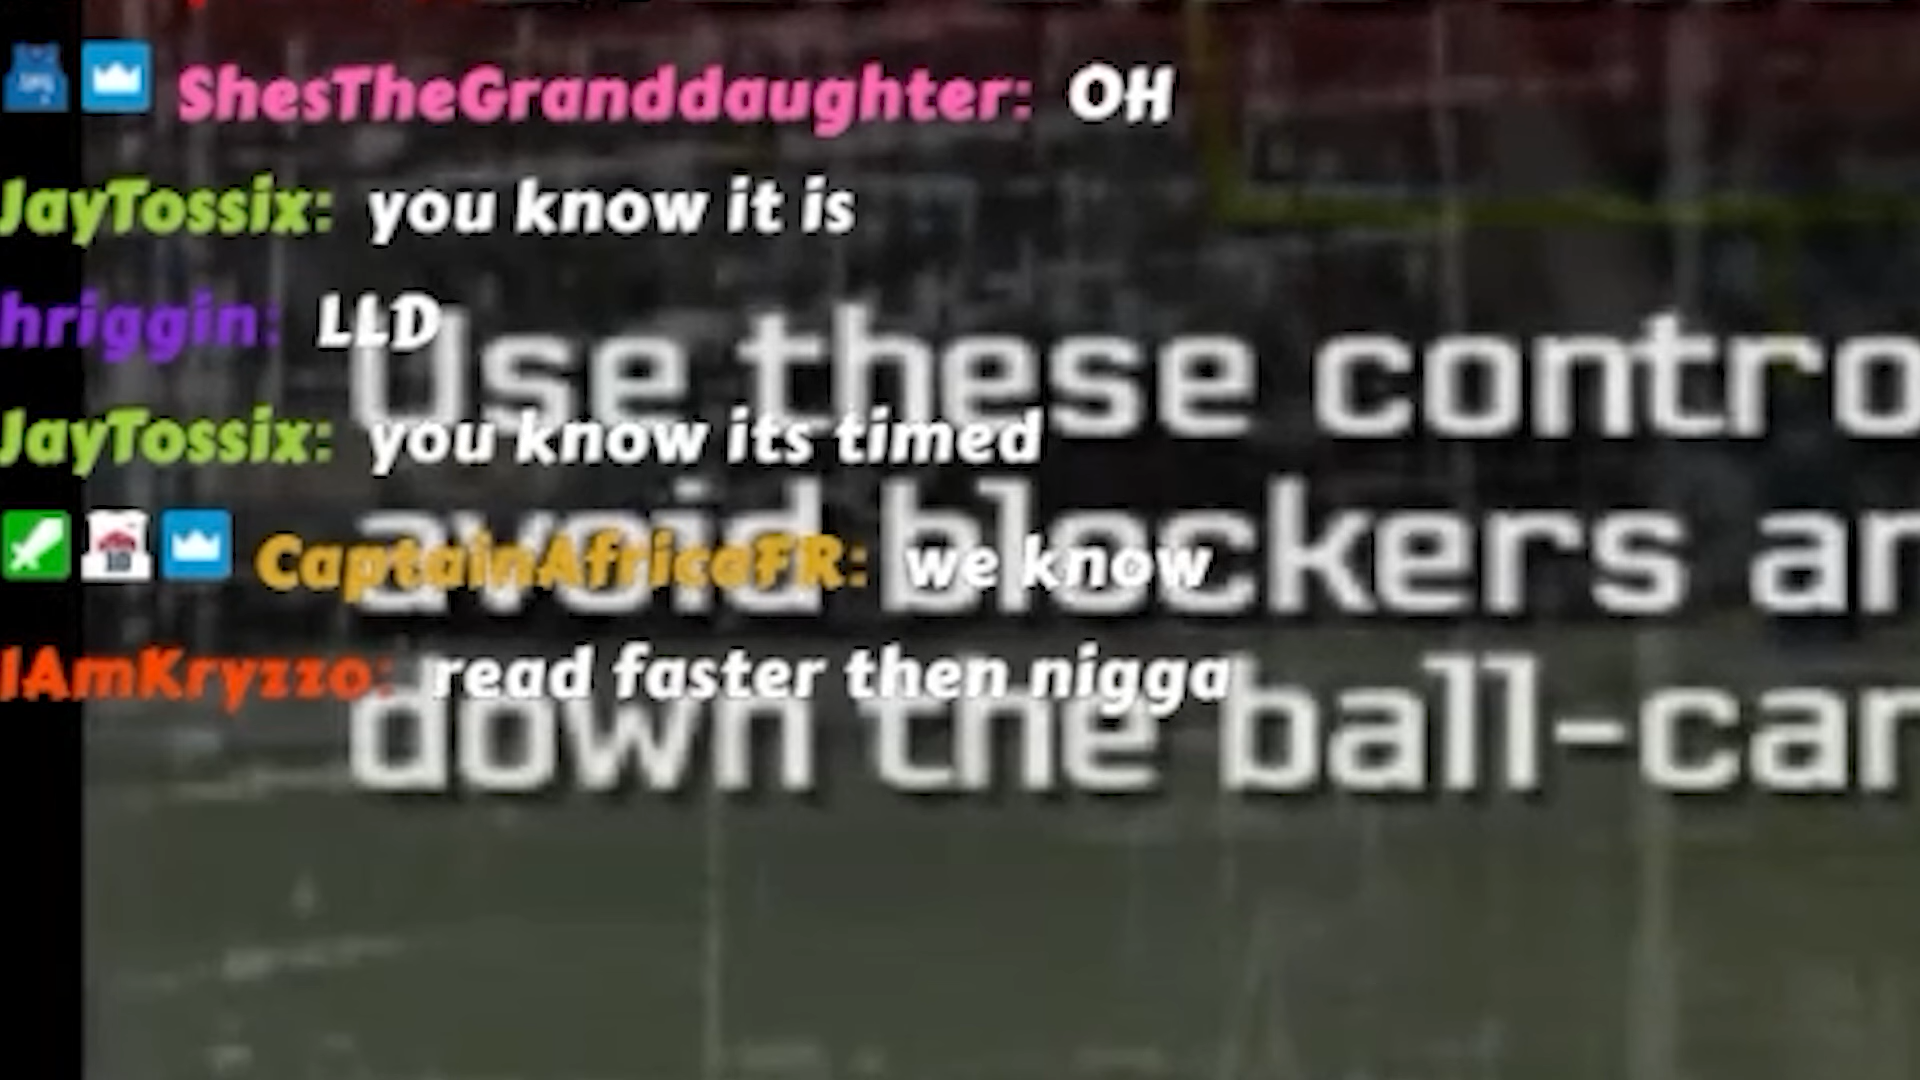 ShesTheGranddaughter: OH
JayTossix: you know it is
hriggin: LLD
Use these contro
JayTossix: you know its timed
avoid blockers ar
CaptainAfricaFR: we know
IAmKryzzo: read faster then nigga
down the ball-car